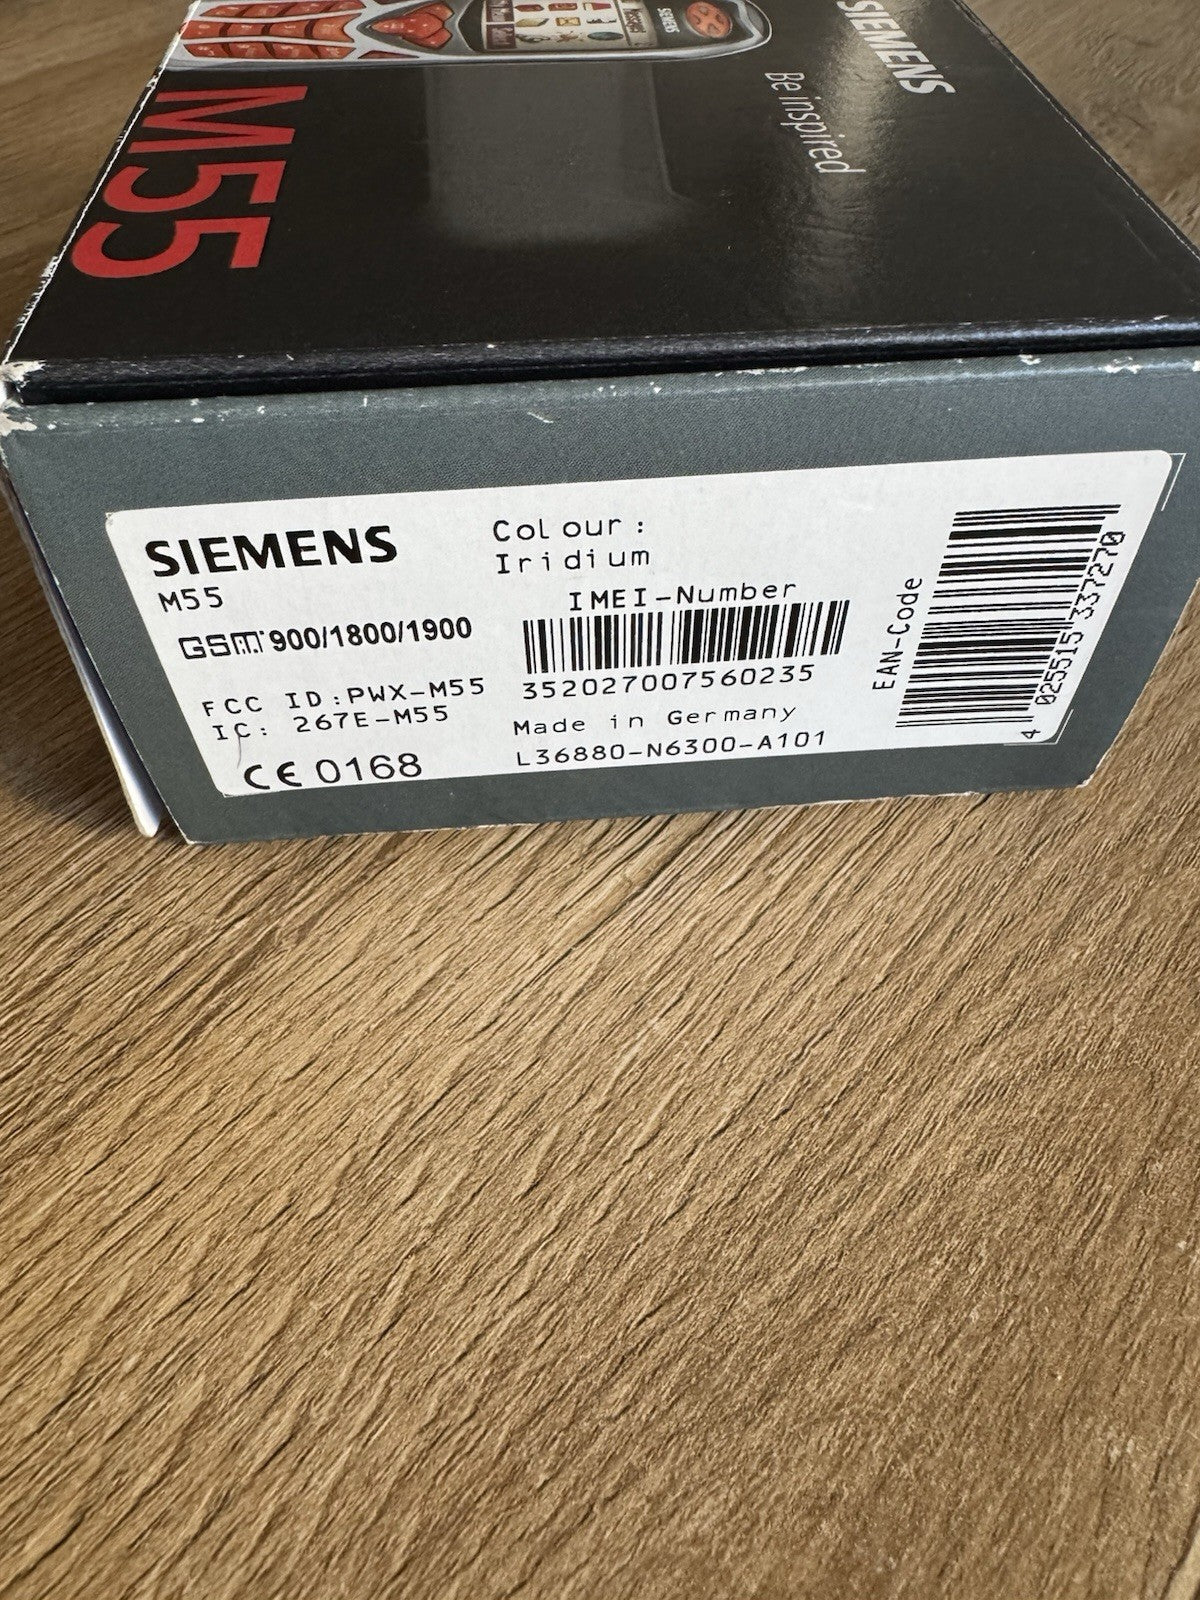 SIEMENS
Be inspired
M55
SIEMENS
SIEMENS
M55
GSM 900/1800/1900
FCC ID:PWX-M55
IC: 267E-M55
CE 0168
Colour:
Iridium
IMEI-Number
352027007560235
Made in Germany
L36880-N6300-A101
EAN-Code
4 025515 337270